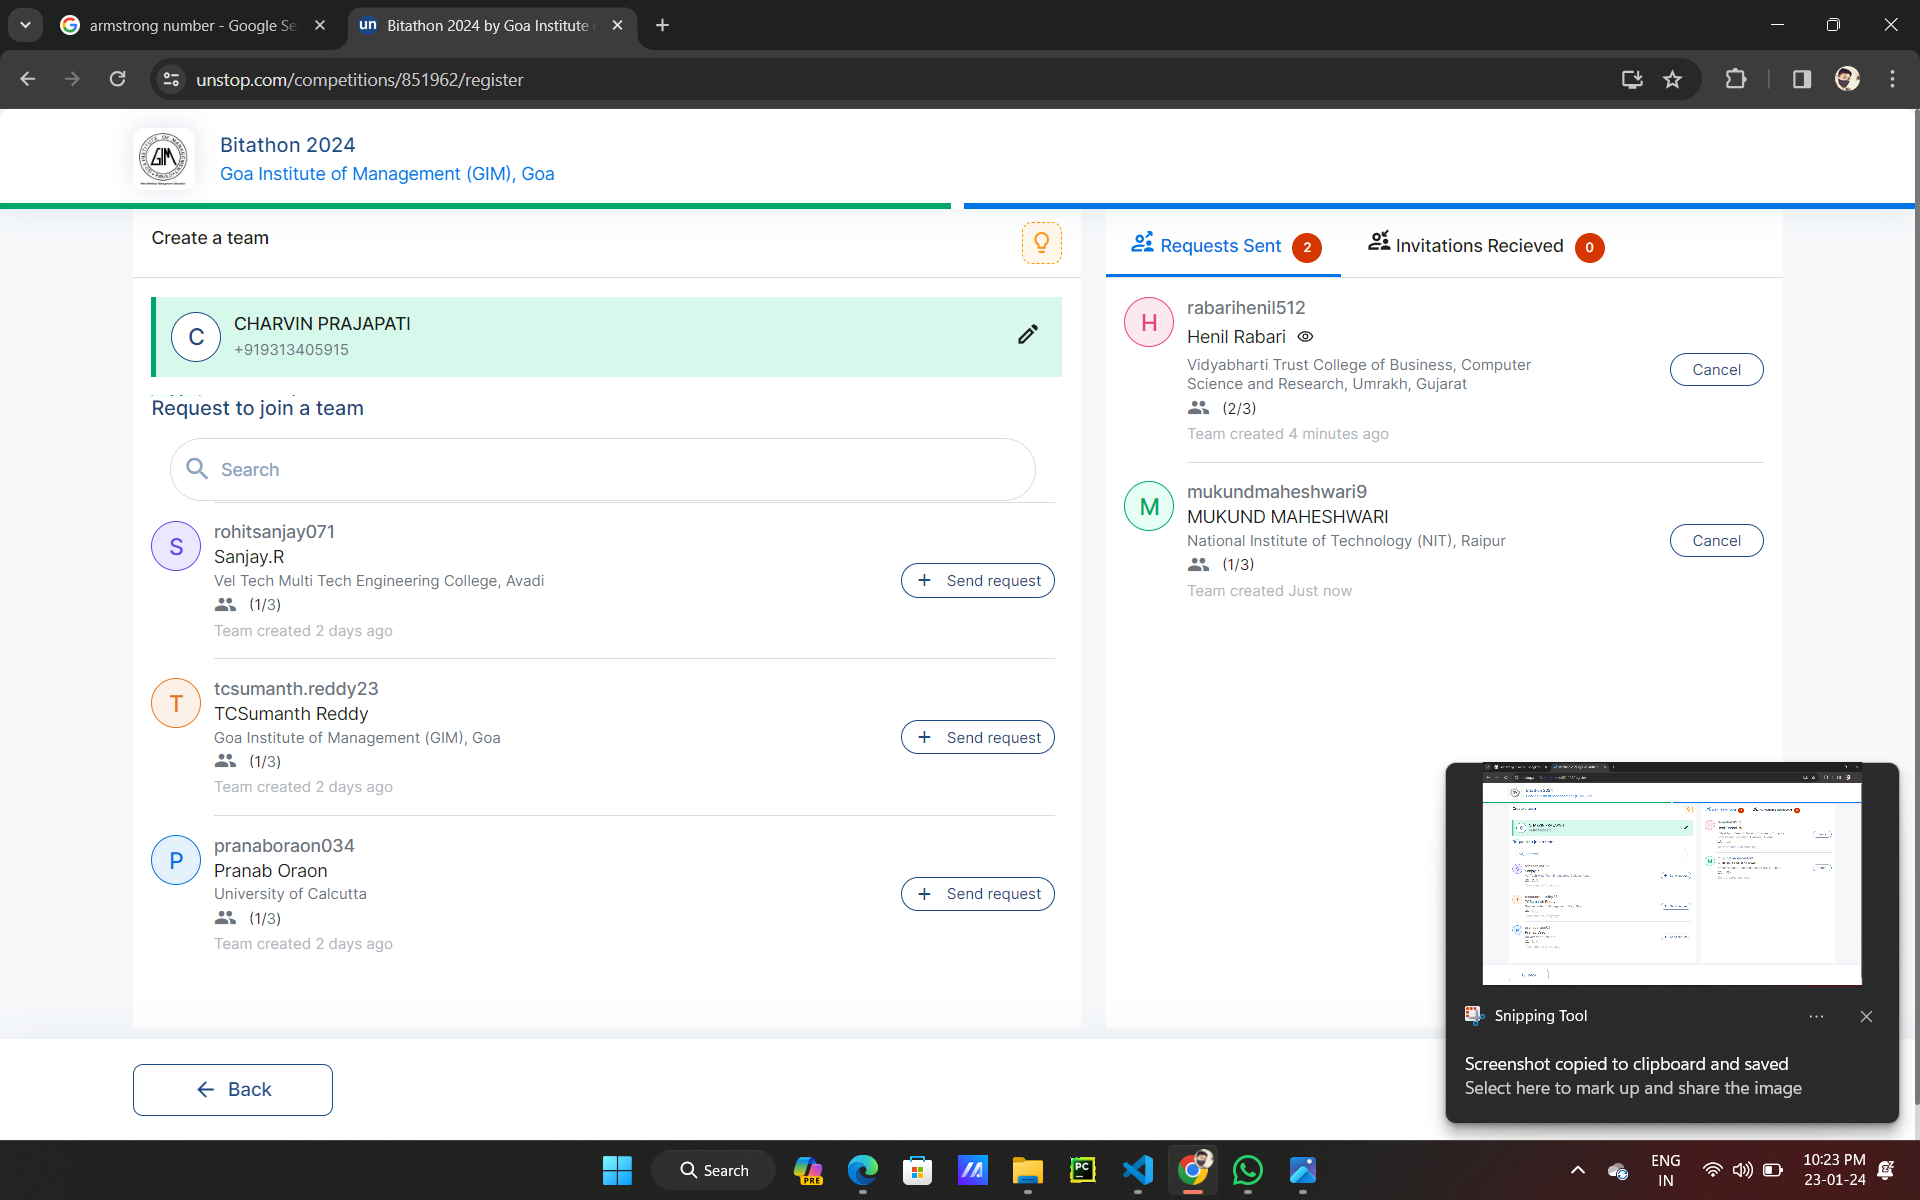 armstrong number - Google Se
Bitathon 2024 by Goa Institute
unstop.com/competitions/851962/register
GIM
Bitathon 2024
Goa Institute of Management (GIM), Goa
Create a team
C
CHARVIN PRAJAPATI
+919313405915
Request to join a team
Search
S
rohitsanjay071
Sanjay.R
Vel Tech Multi Tech Engineering College, Avadi
(1/3)
Team created 2 days ago
+ Send request
T
tcsumanth.reddy23
TCSumanth Reddy
Goa Institute of Management (GIM), Goa
(1/3)
Team created 2 days ago
+ Send request
P
pranaboraon034
Pranab Oraon
University of Calcutta
(1/3)
Team created 2 days ago
+ Send request
Requests Sent 2
Invitations Recieved 0
H
rabarihenil512
Henil Rabari
Vidyabharti Trust College of Business, Computer
Science and Research, Umrakh, Gujarat
(2/3)
Team created 4 minutes ago
Cancel
M
mukundmaheshwari9
MUKUND MAHESHWARI
National Institute of Technology (NIT), Raipur
(1/3)
Team created Just now
Cancel
Back
Snipping Tool
Screenshot copied to clipboard and saved
Select here to mark up and share the image
Search
PRE
PC
ENG
IN
10:23 PM
23-01-24